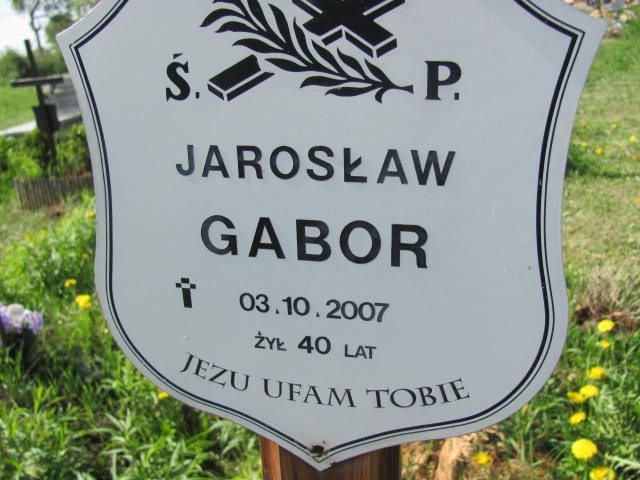 Ś. P.
JAROSŁAW
GABOR
03.10.2007
ŻYŁ 40 LAT
JEZU UFAM TOBIE